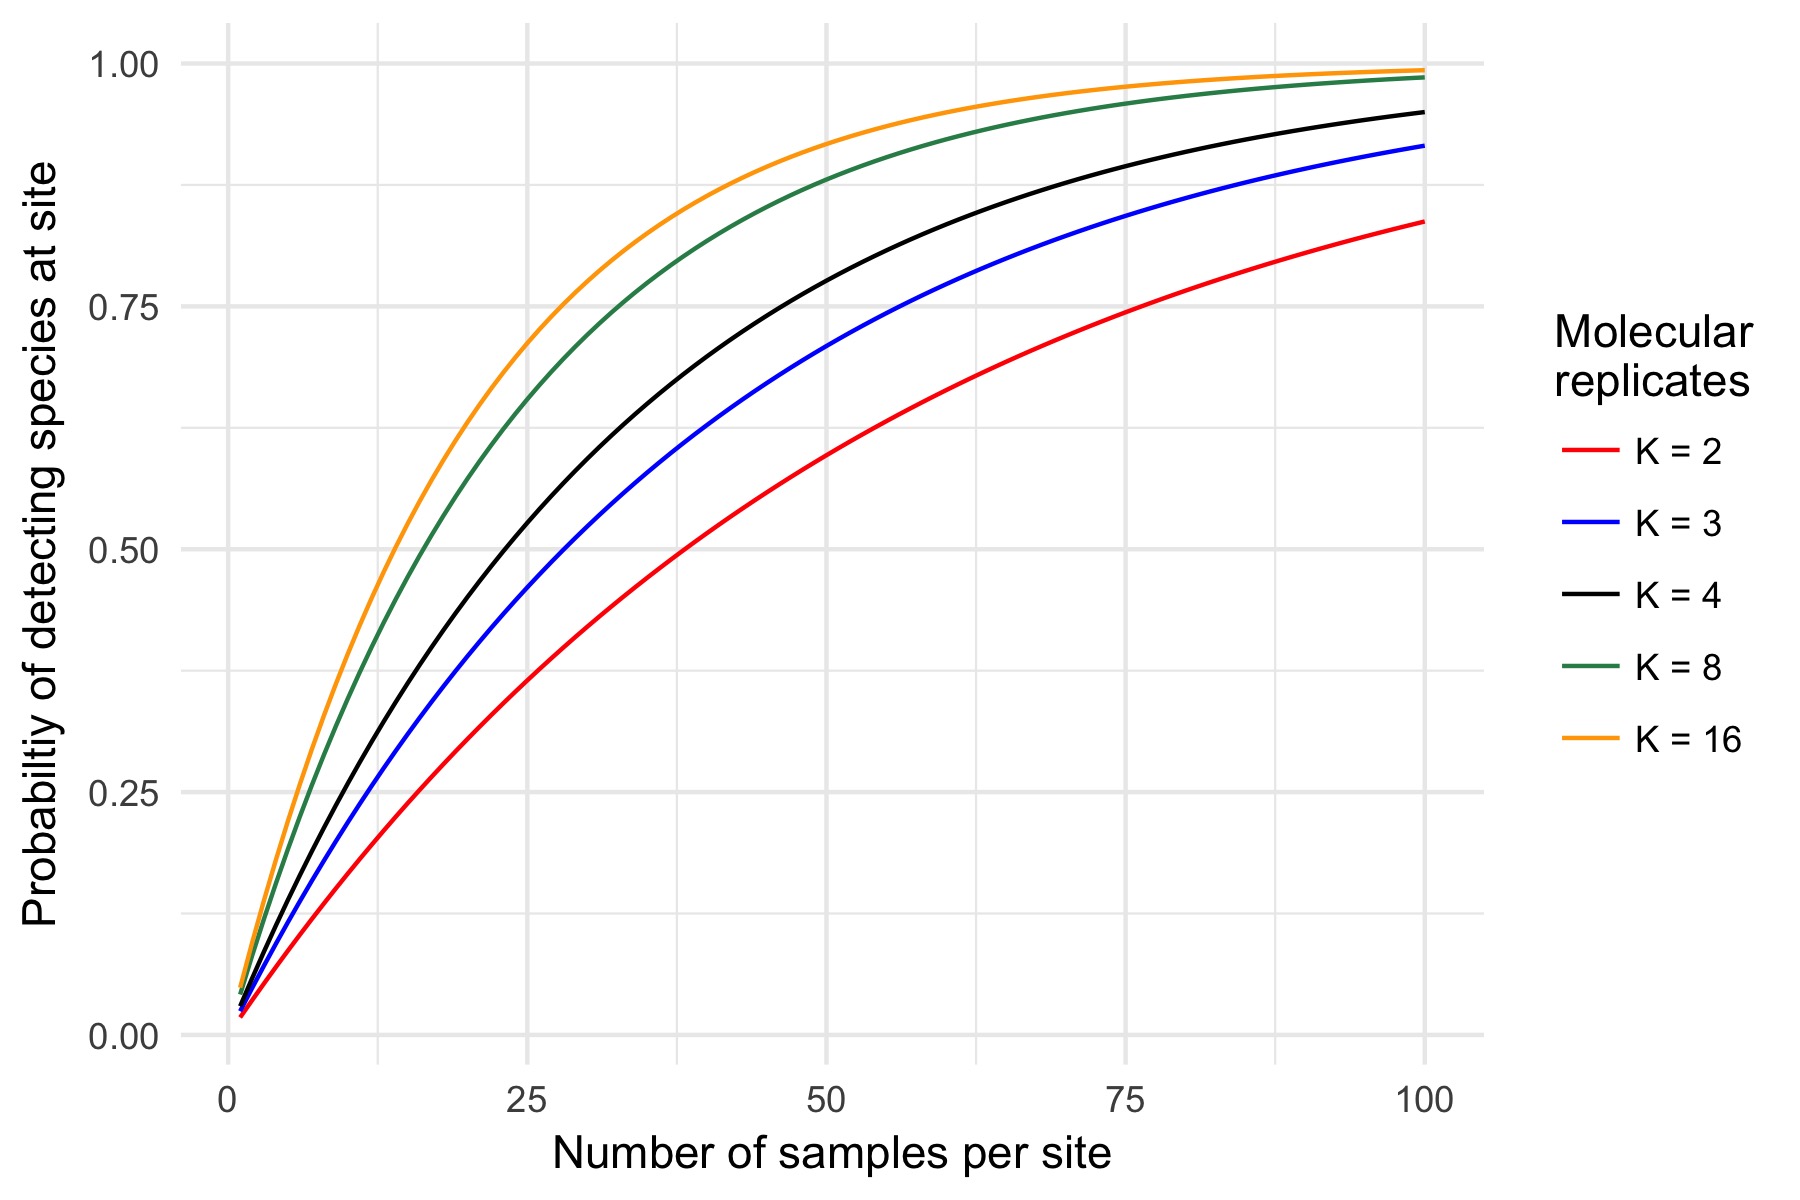 Probabiltiy of detecting species at site
1.00
0.75
0.50
0.25
0.00
0 25 50 75 100
Number of samples per site
Molecular
replicates
K = 2
K = 3
K = 4
K = 8
K = 16